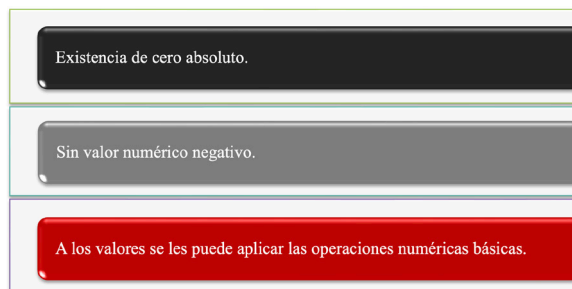 Existencia de cero absoluto.
Sin valor numérico negativo.
A los valores se les puede aplicar las operaciones numéricas básicas.